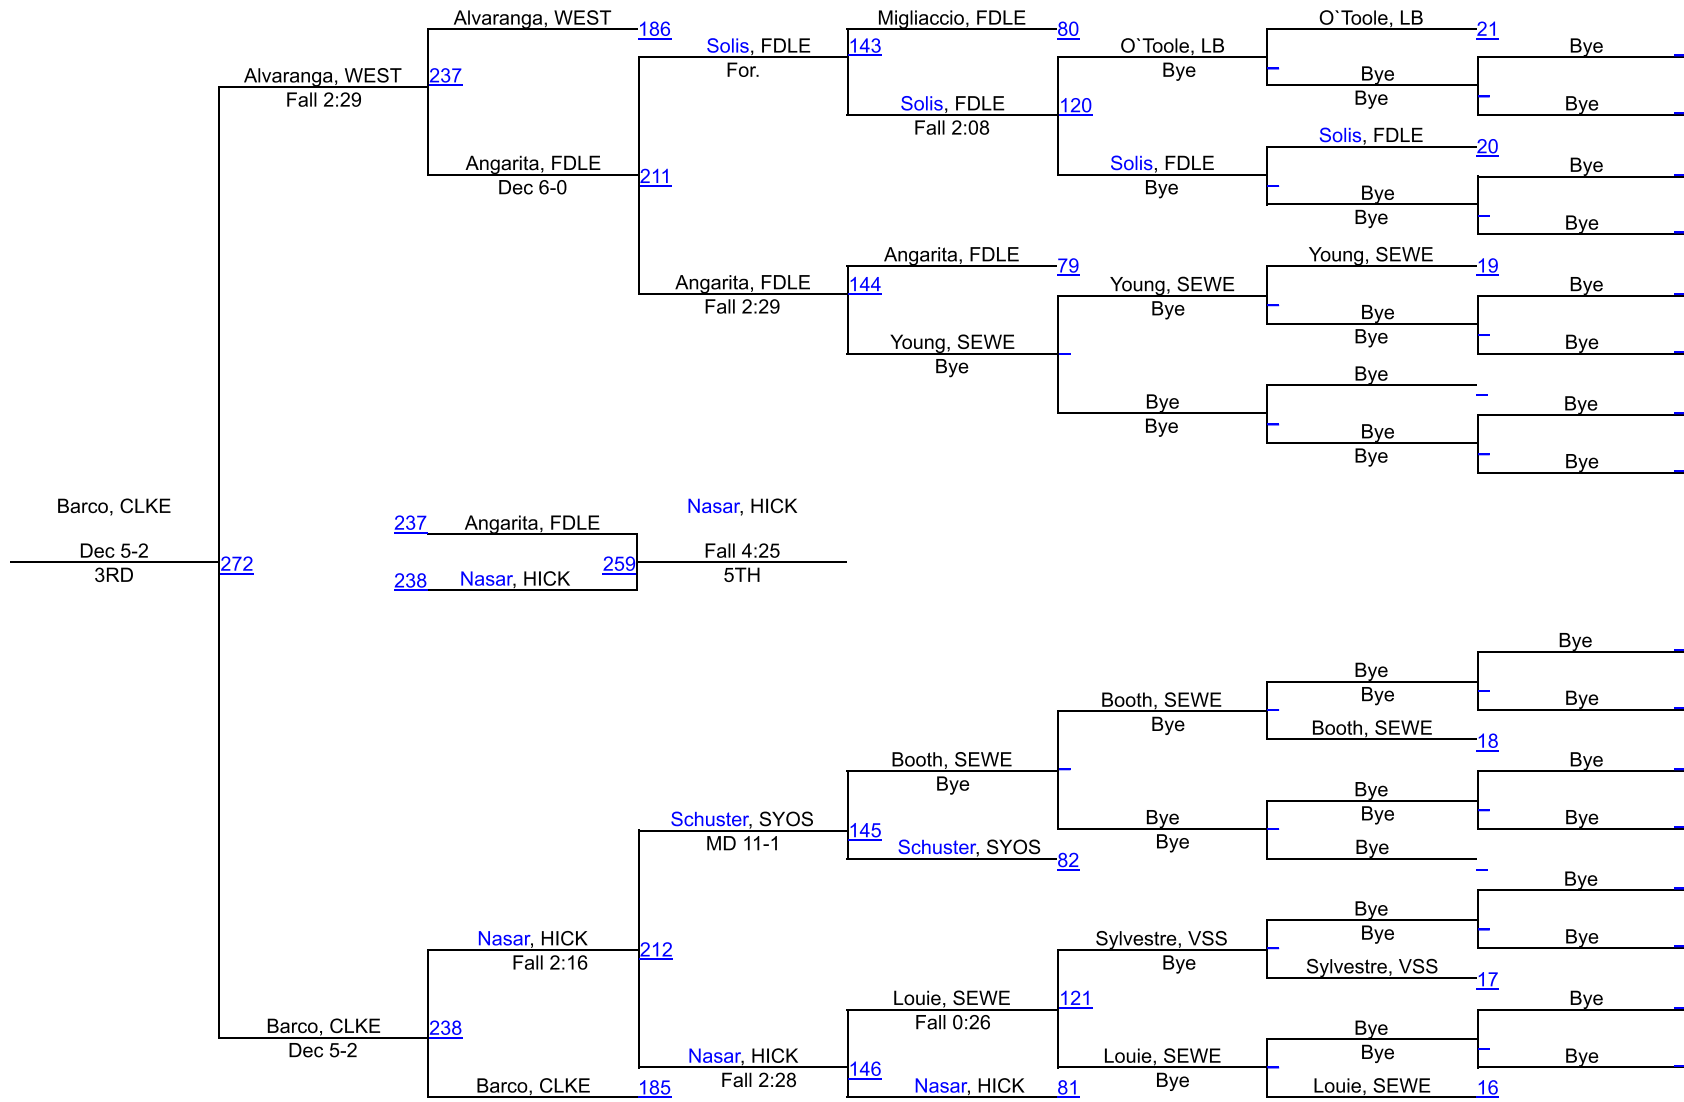 Alvaranga, WEST
186
Migliaccio, FDLE
80
O`Toole, LB
21
Solis, FDLE
143
O`Toole, LB
Bye
Alvaranga, WEST
237
For.
Bye
Bye
Fall 2:29
Solis, FDLE
120
Bye
Bye
Fall 2:08
Solis, FDLE
20
Angarita, FDLE
Solis, FDLE
Bye
Dec 6-0
211
Bye
Bye
Bye
Bye
Angarita, FDLE
79
Young, SEWE
19
Angarita, FDLE
144
Young, SEWE
Bye
Fall 2:29
Bye
Bye
Young, SEWE
Bye
Bye
Bye
Bye
Bye
Bye
Bye
Bye
Bye
Bye
Bye
Barco, CLKE
Nasar, HICK
237
Angarita, FDLE
Dec 5-2
272
259
Fall 4:25
3RD
238
Nasar, HICK
5TH
Bye
Bye
Booth, SEWE
Bye
Bye
Bye
Booth, SEWE
18
Booth, SEWE
Bye
Bye
Bye
Schuster, SYOS
145
Bye
Bye
Bye
MD 11-1
Schuster, SYOS
82
Bye
Bye
Bye
Bye
Nasar, HICK
212
Sylvestre, VSS
Bye
Bye
Fall 2:16
Bye
Sylvestre, VSS
17
Louie, SEWE
121
Bye
Barco, CLKE
238
Fall 0:26
Bye
Dec 5-2
Nasar, HICK
146
Louie, SEWE
Bye
Bye
Fall 2:28
Bye
Barco, CLKE
185
Nasar, HICK
81
Louie, SEWE
16